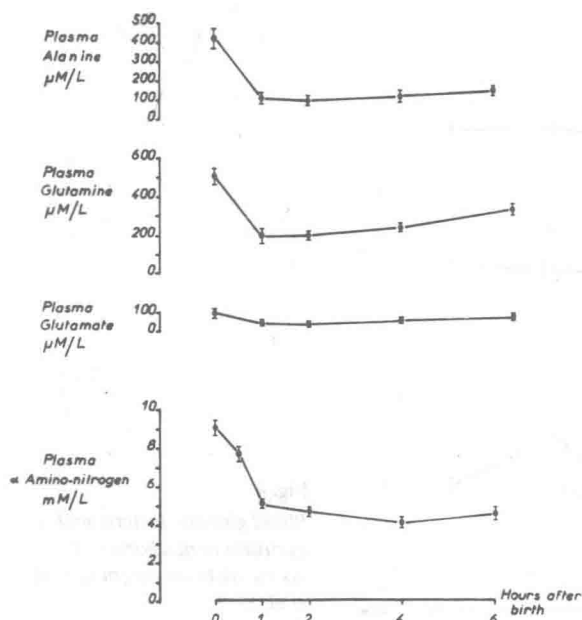 Plasma
Alanine
µM/L
500
400
300
200
100
0
Plasma
Glutamine
µM/L
600
400
200
0
Plasma
Glutamate
µM/L
100
0
Plasma
α Amino-nitrogen
mM/L
10
8
6
4
2
0
0 1 2 4 6
Hours after
birth